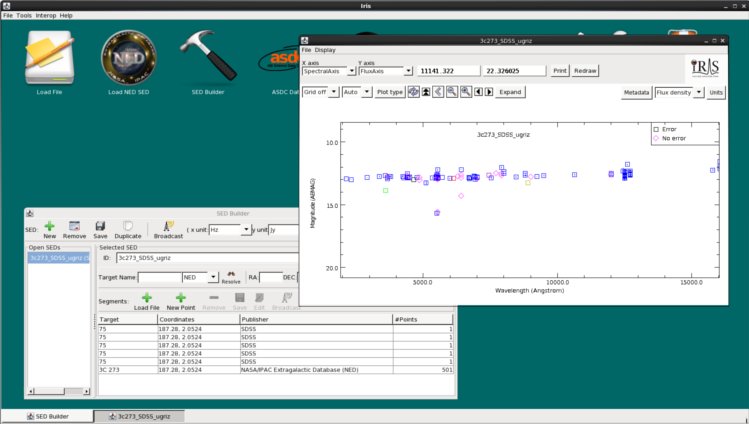 Iris
File Tools Interop Help
NED
asdc
Load File
Load NED SED
SED Builder
ASDC Dat
3c273_SDSS_ugriz
File Display
X axis
Y axis
SpectralAxis
FluxAxis
11141.322
22.326025
Print
Redraw
IRIS
Grid off
Auto
Plot type
Expand
Metadata
Flux density
Units
3c273_SDSS_ugriz
Error
No error
10.0
15.0
20.0
Magnitude (ABMAG)
5000.0
10000.0
15000.0
Wavelength (Angstrom)
SED Builder
SED:
New
Remove
Save
Duplicate
Broadcast
( x unit:
Hz
y unit:
Jy
Open SEDs
3c273_SDSS_ugriz (S
Selected SED
ID:
3c273_SDSS_ugriz
Target Name:
NED
Resolve
RA:
DEC:
Segments:
Load File
New Point
Remove
Save
Edit
Broadcast
Target Coordinates Publisher #Points
75 187.28, 2.0524 SDSS 1
75 187.28, 2.0524 SDSS 1
75 187.28, 2.0524 SDSS 1
75 187.28, 2.0524 SDSS 1
75 187.28, 2.0524 SDSS 1
3C 273 187.28, 2.0524 NASA/IPAC Extragalactic Database (NED) 501
SED Builder
3c273_SDSS_ugriz